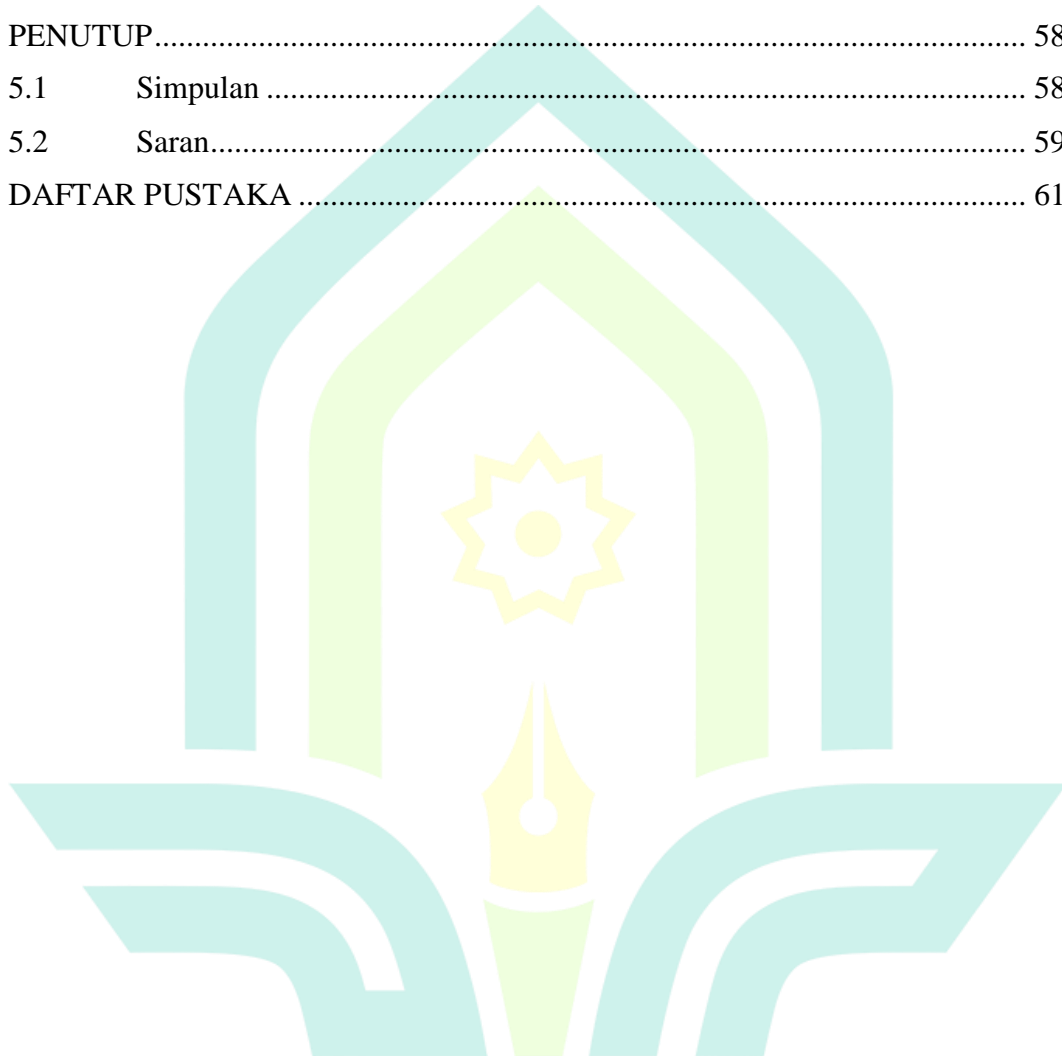 PENUTUP.................................................................................................................. 58
5.1 Simpulan ................................................................................................... 58
5.2 Saran.......................................................................................................... 59
DAFTAR PUSTAKA ............................................................................................... 61